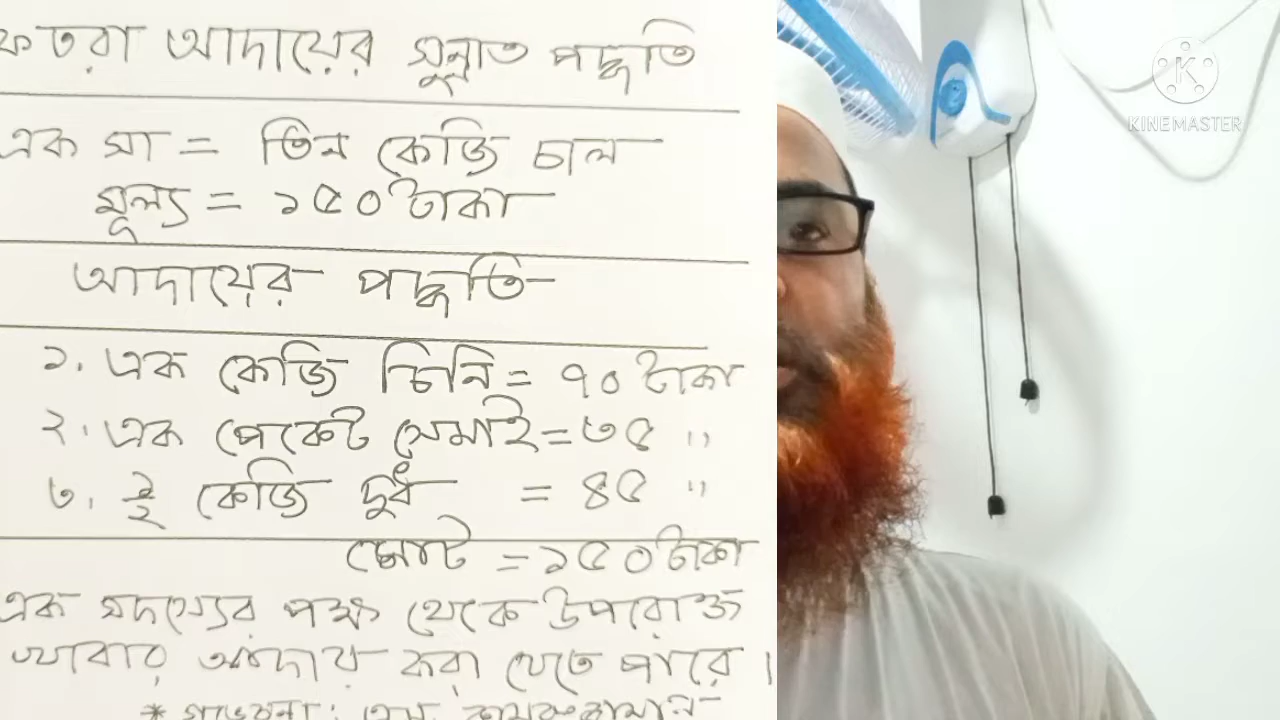 ফতরা আদায়ের সুন্নাত পদ্ধতি
এক সা = তিন কেজি চাল
মূল্য = ১৫০ টাকা
আদায়ের পদ্ধতি-
১. এক কেজি চিনি = ৭০ টাকা
২. এক পেকেট সেমাই = ৩৫ "
৩. ১/২ কেজি দুধ = ৪৫ "
মোট = ১৫০ টাকা
এক সদস্যের পক্ষ থেকে উপরোক্ত
খাবার আদায় করা যেতে পারে।
K
KINEMASTER